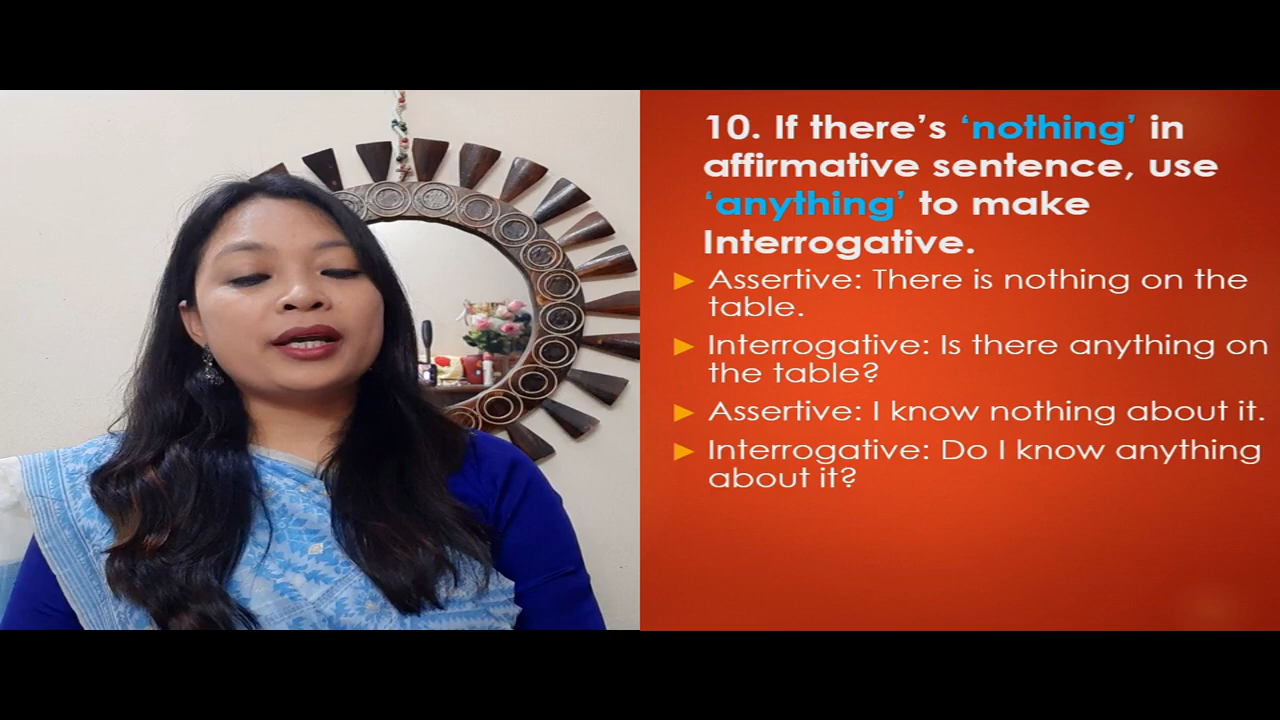 10. If there's 'nothing' in
affirmative sentence, use
'anything' to make
Interrogative.
Assertive: There is nothing on the
table.
Interrogative: Is there anything on
the table?
Assertive: I know nothing about it.
Interrogative: Do I know anything
about it?